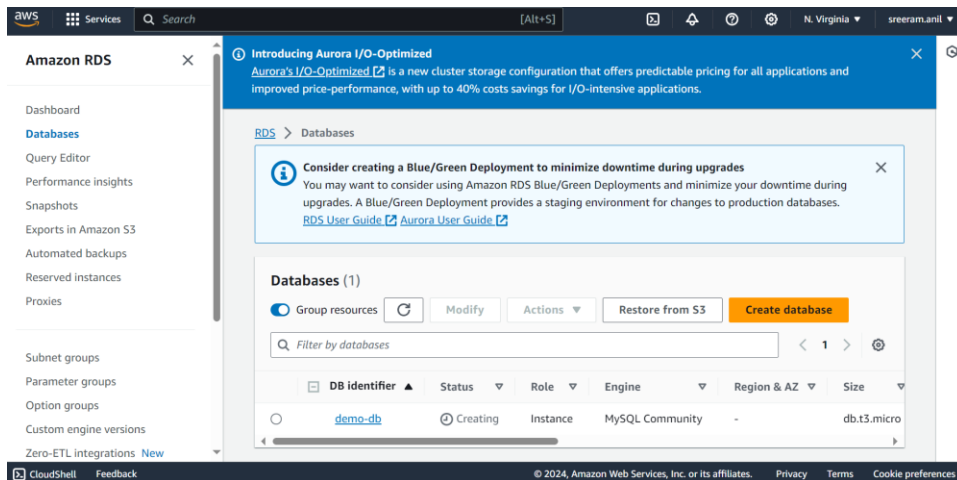 aws
Services
Search
[Alt+S]
N. Virginia
sreeram.anil
Amazon RDS
Dashboard
Databases
Query Editor
Performance insights
Snapshots
Exports in Amazon S3
Automated backups
Reserved instances
Proxies
Subnet groups
Parameter groups
Option groups
Custom engine versions
Zero-ETL integrations New
Introducing Aurora I/O-Optimized
Aurora's I/O-Optimized is a new cluster storage configuration that offers predictable pricing for all applications and
improved price-performance, with up to 40% costs savings for I/O-intensive applications.
RDS > Databases
Consider creating a Blue/Green Deployment to minimize downtime during upgrades
You may want to consider using Amazon RDS Blue/Green Deployments and minimize your downtime during
upgrades. A Blue/Green Deployment provides a staging environment for changes to production databases.
RDS User Guide Aurora User Guide
Databases (1)
Group resources
Modify
Actions
Restore from S3
Create database
Filter by databases
1
DB identifier Status Role Engine Region & AZ Size
demo-db Creating Instance MySQL Community - db.t3.micro
CloudShell Feedback © 2024, Amazon Web Services, Inc. or its affiliates. Privacy Terms Cookie preferences